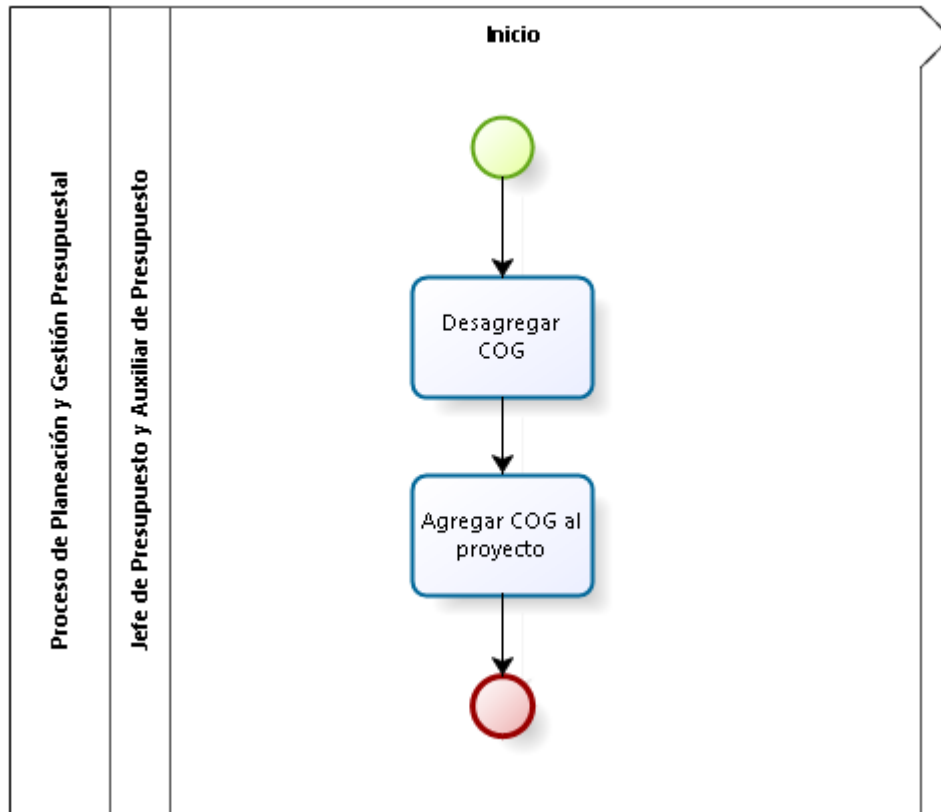 Proceso de Planeación y Gestión Presupuestal
Jefe de Presupuesto y Auxiliar de Presupuesto
Inicio
Desagregar
COG
Agregar COG al
proyecto